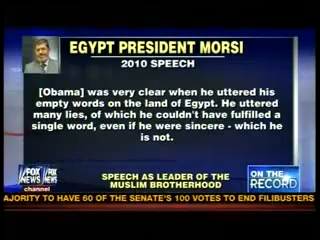 EGYPT PRESIDENT MORSI
2010 SPEECH
[Obama] was very clear when he uttered his
empty words on the land of Egypt. He uttered
many lies, of which he couldn't have fulfilled a
single word, even if he were sincere - which he
is not.
FOX NEWS
channel
FOX NEWS
SPEECH AS LEADER OF THE
MUSLIM BROTHERHOOD
ON THE
RECORD
AJORITY TO HAVE 60 OF THE SENATE'S 100 VOTES TO END FILIBUSTERS